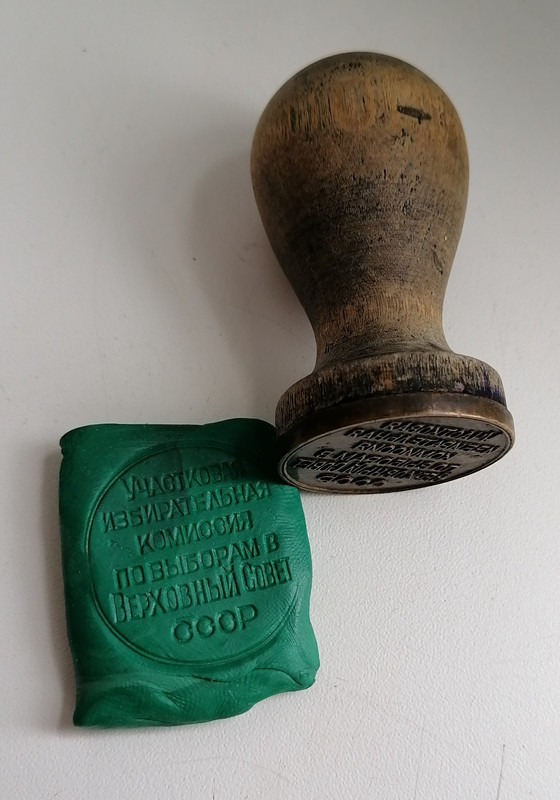 Участковая
избирательная
комиссия
по выборам в
Верховный Совет
СССР